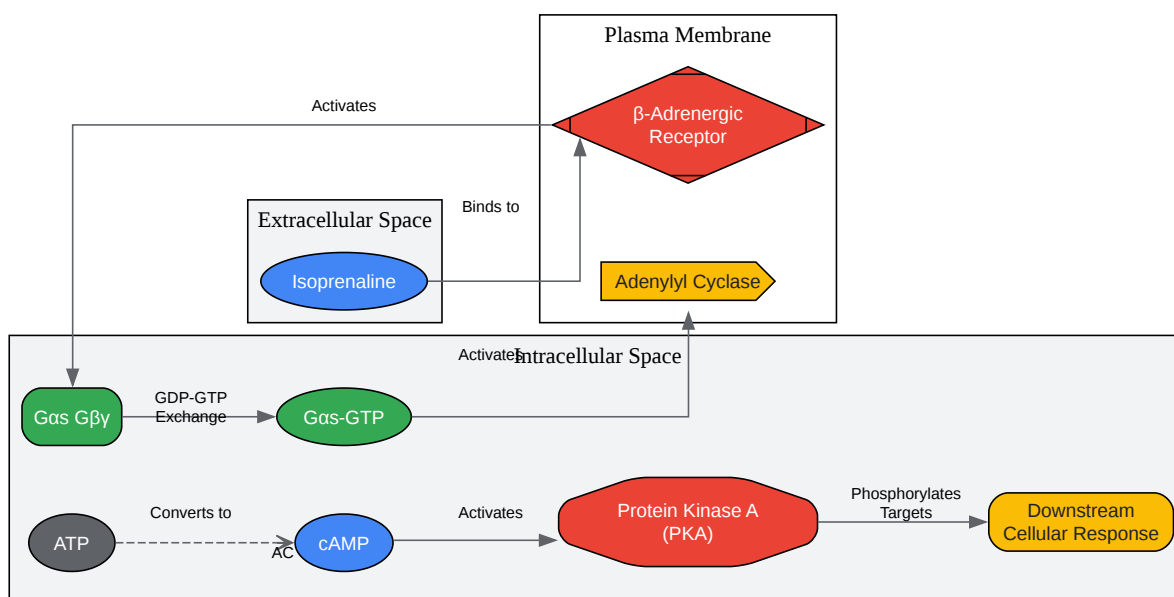 Plasma Membrane
Activates
β-Adrenergic
Receptor
Extracellular Space
Binds to
Isoprenaline
Adenylyl Cyclase
Activates
Intracellular Space
Gαs Gβγ
GDP-GTP
Exchange
Gαs-GTP
ATP
Converts to
AC
cAMP
Activates
Protein Kinase A
(PKA)
Phosphorylates
Targets
Downstream
Cellular Response